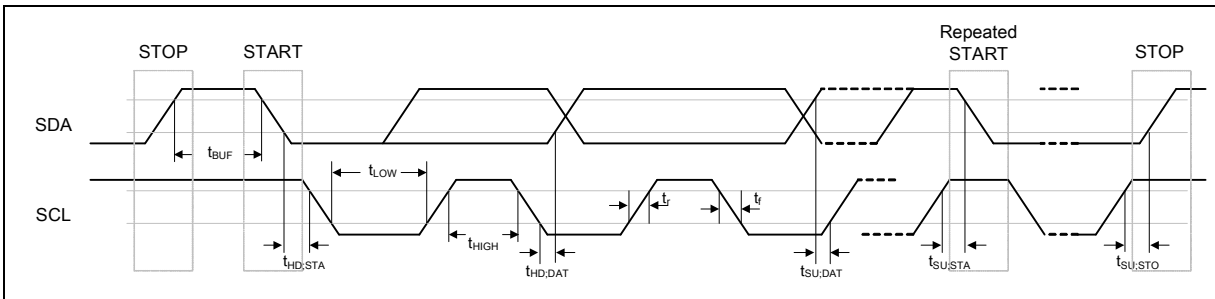 STOP
START
Repeated
START
STOP
SDA
tBUF
tLOW
SCL
tr
tf
tHD;STA
tHIGH
tHD;DAT
tSU;DAT
tSU;STA
tSU;STO